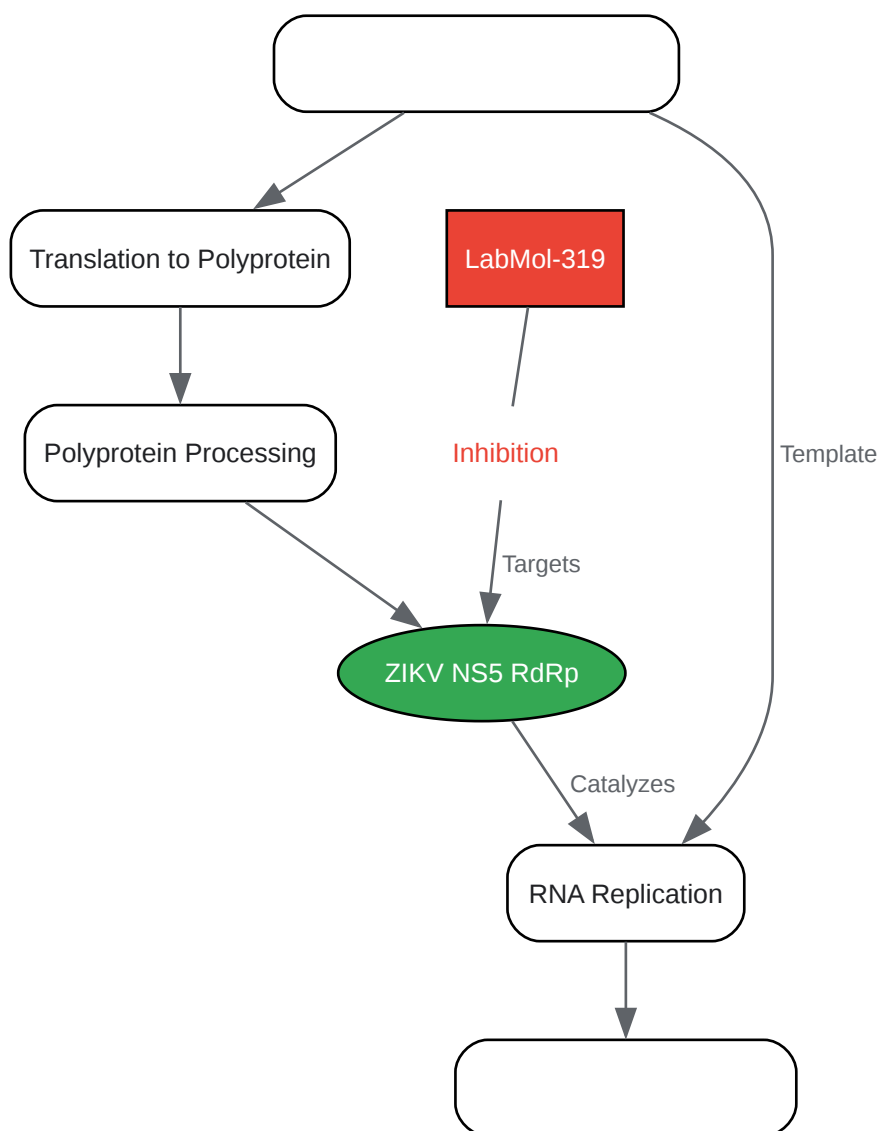 Translation to Polyprotein
LabMol-319
Polyprotein Processing
Inhibition
Template
Targets
ZIKV NS5 RdRp
Catalyzes
RNA Replication